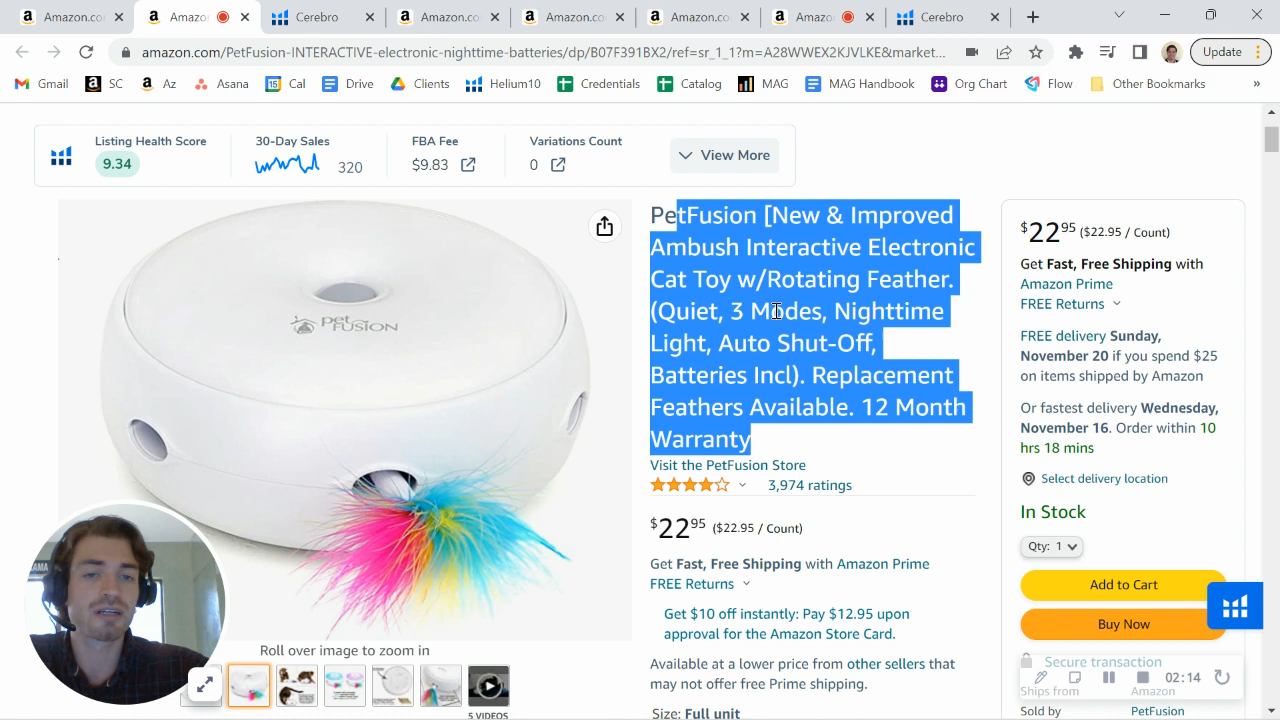 Amazon.co
Amazo
Cerebro
Amazon.co
Amazon.co
Amazon.co
Amazo
Cerebro
amazon.com/PetFusion-INTERACTIVE-electronic-nighttime-batteries/dp/B07F391BX2/ref=sr_1_1?m=A28WWEX2KJVLKE&market...
Update
Gmail
SC
Az
Asana
Cal
Drive
Clients
Helium10
Credentials
Catalog
MAG
MAG Handbook
Org Chart
Flow
Other Bookmarks
»
Listing Health Score
9.34
30-Day Sales
320
FBA Fee
$9.83
Variations Count
0
View More
Pet Fusion
PetFusion [New & Improved
Ambush Interactive Electronic
Cat Toy w/Rotating Feather.
(Quiet, 3 Modes, Nighttime
Light, Auto Shut-Off,
Batteries Incl). Replacement
Feathers Available. 12 Month
Warranty
Visit the PetFusion Store
3,974 ratings
$22.95 ($22.95 / Count)
Get Fast, Free Shipping with Amazon Prime
FREE Returns
Get $10 off instantly: Pay $12.95 upon
approval for the Amazon Store Card.
Available at a lower price from other sellers that
may not offer free Prime shipping.
Size: Full unit
Roll over image to zoom in
5 VIDEOS
$22.95 ($22.95 / Count)
Get Fast, Free Shipping with
Amazon Prime
FREE Returns
FREE delivery Sunday,
November 20 if you spend $25
on items shipped by Amazon
Or fastest delivery Wednesday,
November 16. Order within 10
hrs 18 mins
Select delivery location
In Stock
Qty: 1
Add to Cart
Buy Now
Secure transaction
02:14
Ships from Amazon
Sold by PetFusion